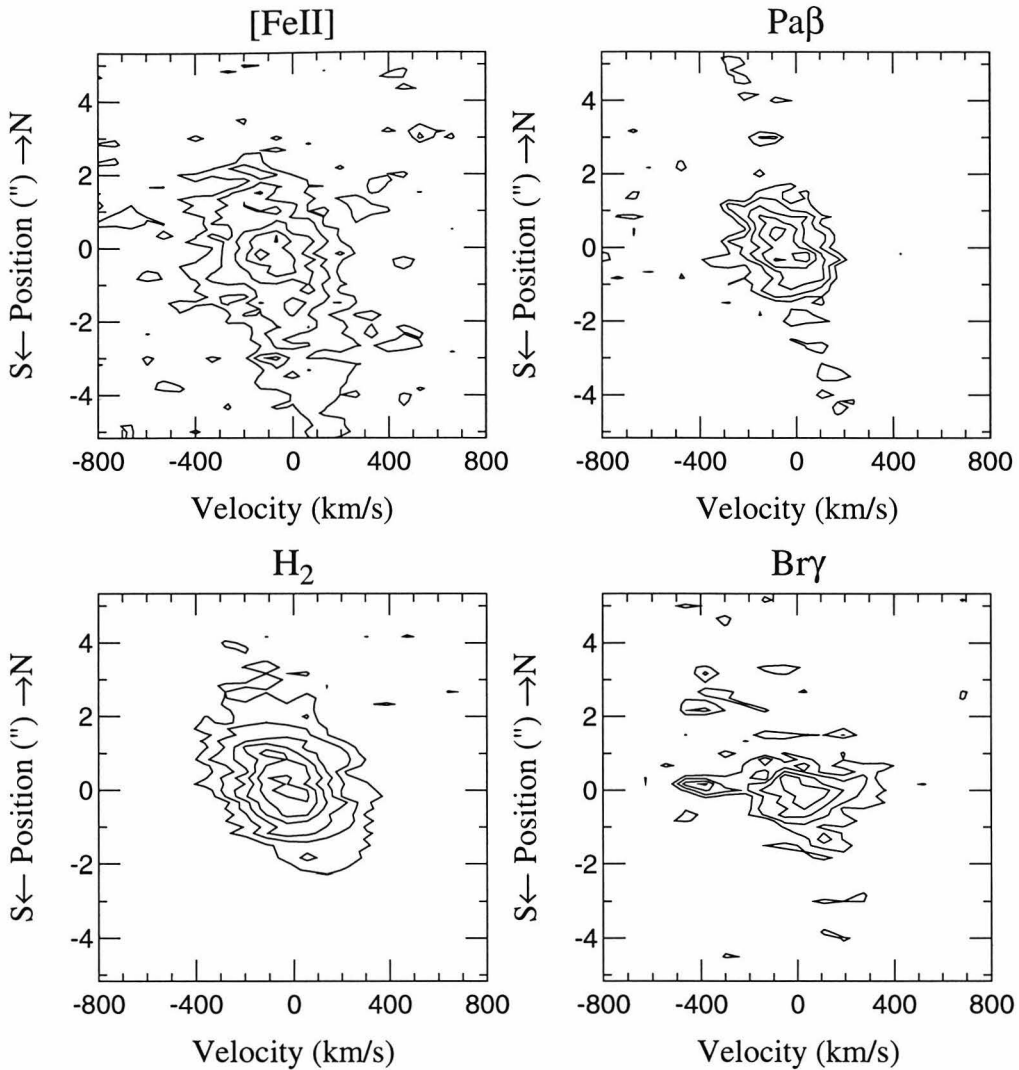 [FeII]
Paβ
S← Position (") →N
4
2
0
-2
-4
S← Position (") →N
4
2
0
-2
-4
-800 -400 0 400 800
-800 -400 0 400 800
Velocity (km/s)
Velocity (km/s)
H₂
Brγ
S← Position (") →N
4
2
0
-2
-4
S← Position (") →N
4
2
0
-2
-4
-800 -400 0 400 800
-800 -400 0 400 800
Velocity (km/s)
Velocity (km/s)